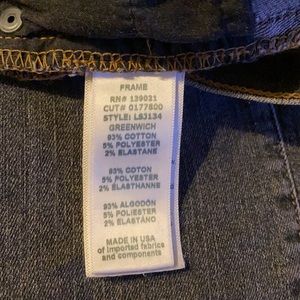 FRAME
RN# 139031
CUT# 0177800
STYLE: LSJ134
GREENWICH
93% COTTON
5% POLYESTER
2% ELASTANE
93% COTON
5% POLYESTER
2% ELASTHANNE
93% ALGODÓN
5% POLIESTER
2% ELASTANO
MADE IN USA
of imported fabrics
and components